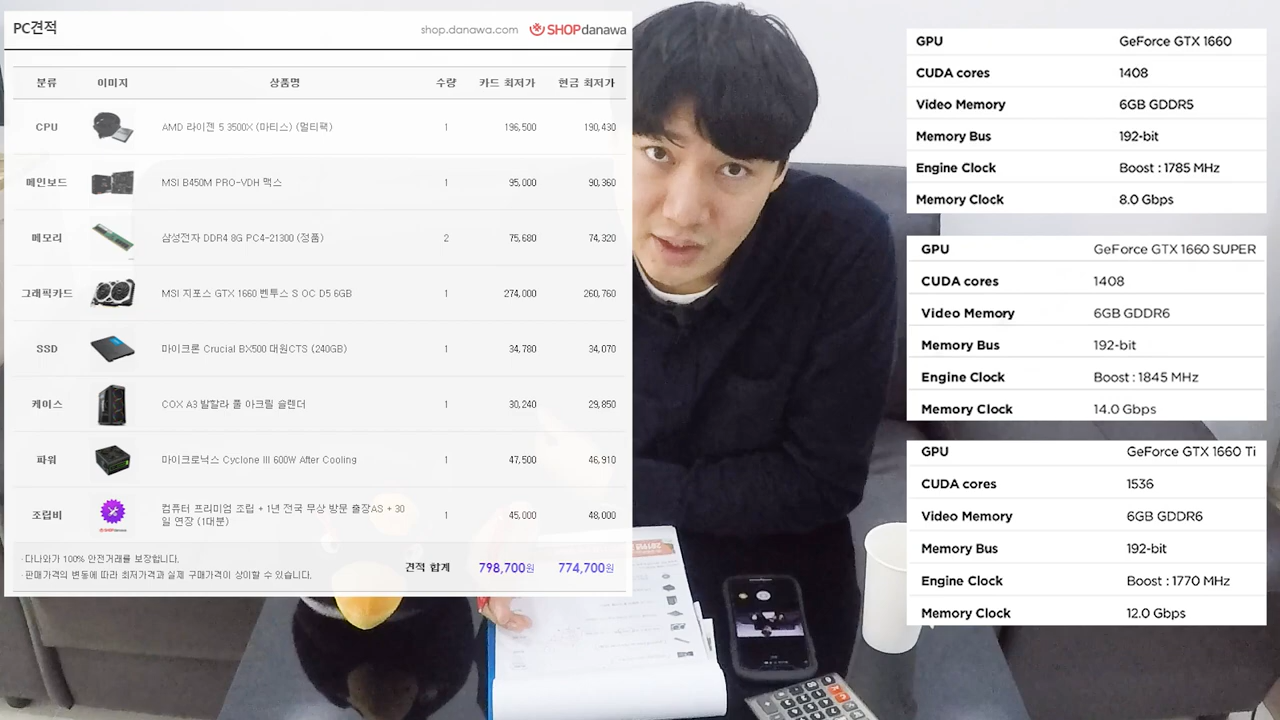 PC견적
shop.danawa.com SHOPdanawa
분류 이미지 상품명 수량 카드 최저가 현금 최저가
CPU AMD 라이젠 5 3500X (마티스) (멀티팩) 1 196,500 190,430
메인보드 MSI B450M PRO-VDH 맥스 1 95,000 90,360
메모리 삼성전자 DDR4 8G PC4-21300 (정품) 2 75,680 74,320
그래픽카드 MSI 지포스 GTX 1660 벤투스 S OC D5 6GB 1 274,000 260,760
SSD 마이크론 Crucial BX500 대원CTS (240GB) 1 34,780 34,070
케이스 COX A3 발할라 풀 아크릴 슬렌더 1 30,240 29,850
파워 마이크로닉스 Cyclone III 600W After Cooling 1 47,500 46,910
조립비 컴퓨터 프리미엄 조립 + 1년 전국 무상 방문 출장AS + 30
일 연장 (1대분) 1 45,000 48,000
SHOPdanawa
· 다나와가 100% 안전거래를 보장합니다.
· 판매가격의 변동에 따라 최저가격과 실제 구매가격이 상이할 수 있습니다.
견적 합계 798,700원 774,700원
GPU GeForce GTX 1660
CUDA cores 1408
Video Memory 6GB GDDR5
Memory Bus 192-bit
Engine Clock Boost : 1785 MHz
Memory Clock 8.0 Gbps
GPU GeForce GTX 1660 SUPER
CUDA cores 1408
Video Memory 6GB GDDR6
Memory Bus 192-bit
Engine Clock Boost : 1845 MHz
Memory Clock 14.0 Gbps
GPU GeForce GTX 1660 Ti
CUDA cores 1536
Video Memory 6GB GDDR6
Memory Bus 192-bit
Engine Clock Boost : 1770 MHz
Memory Clock 12.0 Gbps